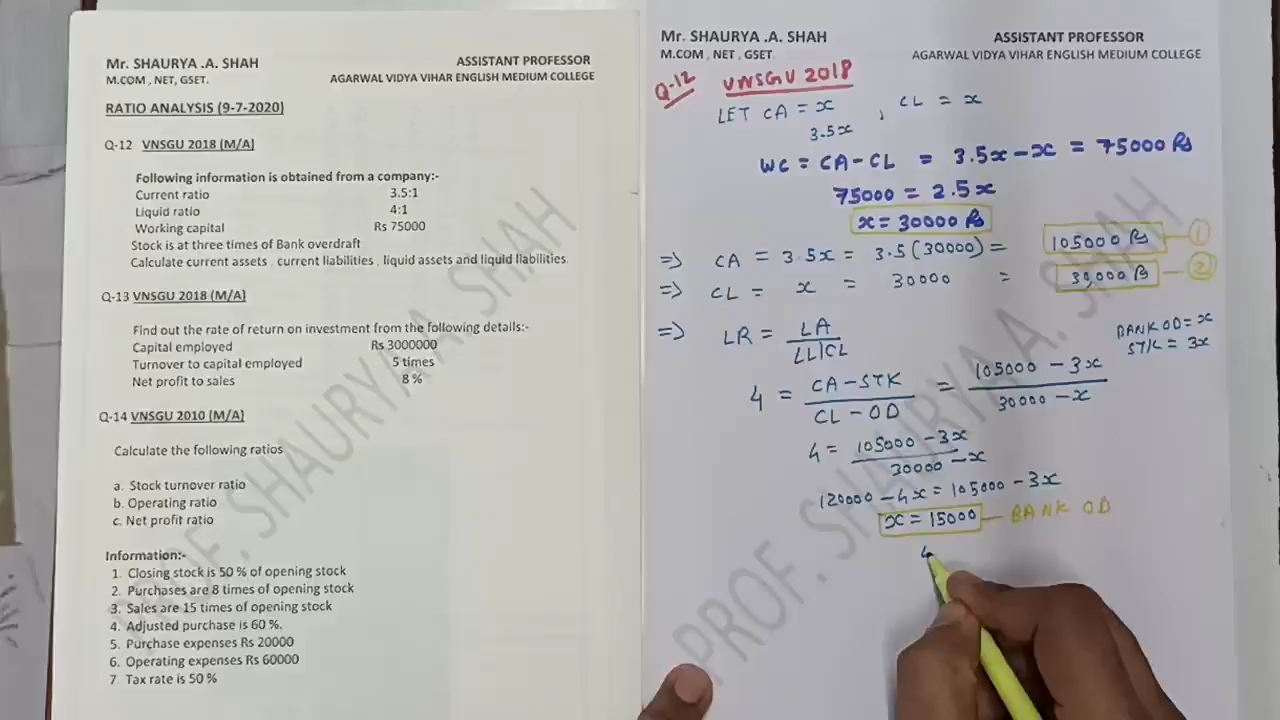 Mr. SHAURYA .A. SHAH
ASSISTANT PROFESSOR
M.COM , NET, GSET.
AGARWAL VIDYA VIHAR ENGLISH MEDIUM COLLEGE
RATIO ANALYSIS (9-7-2020)
Q-12 VNSGU 2018 (M/A)
Following information is obtained from a company:-
Current ratio 3.5:1
Liquid ratio 4:1
Working capital Rs 75000
Stock is at three times of Bank overdraft
Calculate current assets , current liabilities , liquid assets and liquid liabilities.
Q-13 VNSGU 2018 (M/A)
Find out the rate of return on investment from the following details:-
Capital employed Rs 3000000
Turnover to capital employed 5 times
Net profit to sales 8 %
Q-14 VNSGU 2010 (M/A)
Calculate the following ratios
a. Stock turnover ratio
b. Operating ratio
c. Net profit ratio
Information:-
1. Closing stock is 50 % of opening stock
2. Purchases are 8 times of opening stock
3. Sales are 15 times of opening stock
4. Adjusted purchase is 60 %.
5. Purchase expenses Rs 20000
6. Operating expenses Rs 60000
7. Tax rate is 50 %
PROF. SHAURYA A. SHAH
Mr. SHAURYA .A. SHAH
ASSISTANT PROFESSOR
M.COM, NET , GSET.
AGARWAL VIDYA VIHAR ENGLISH MEDIUM COLLEGE
Q-12 VNSGU 2018
LET CA = x , CL = x
3.5x
WC = CA-CL = 3.5x-x = 75000 Rs
75000 = 2.5x
x = 30000 Rs
=> CA = 3.5x = 3.5(30000) = 105000 Rs - 1
=> CL = x = 30000 = 30,000 Rs - 2
=> LR = LA
LL|CL
BANK OD = x
STK = 3x
4 = CA-STK = 105000 - 3x
CL-OD 30000 - x
4 = 105000 - 3x
30000 - x
120000 - 4x = 105000 - 3x
x = 15000 - BANK OD
PROF. SHAURYA A. SHAH